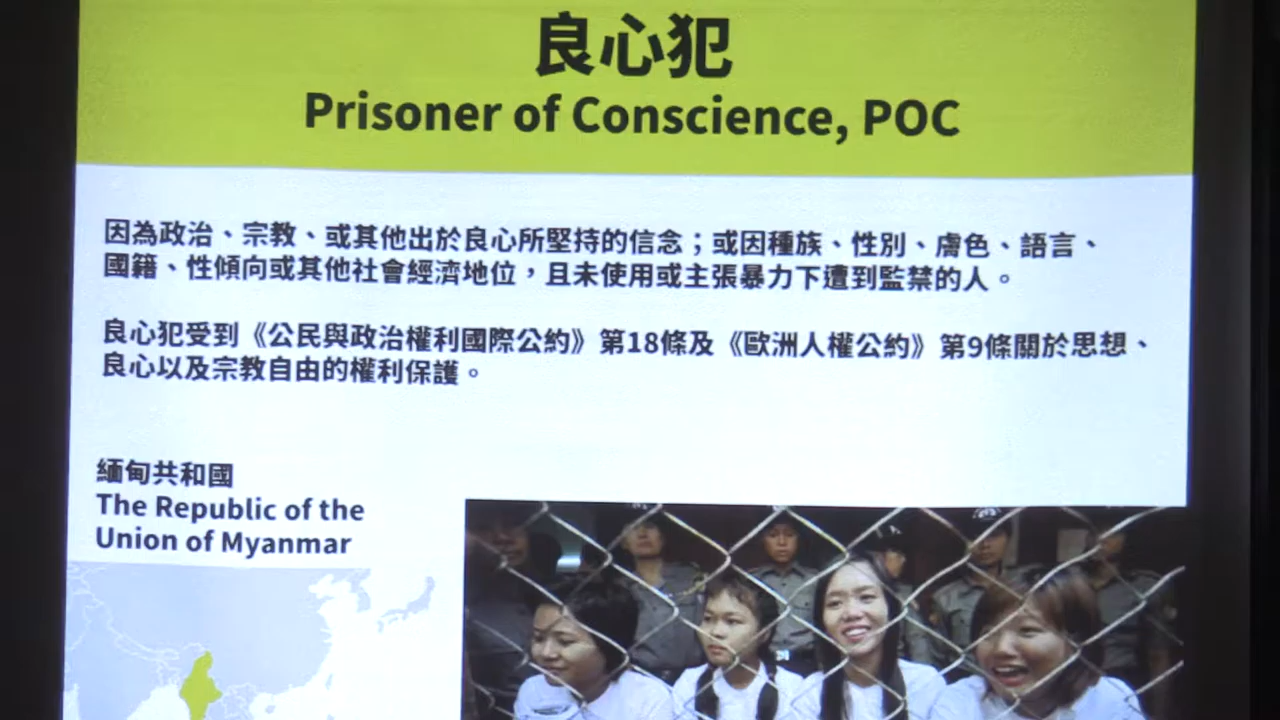 良心犯
Prisoner of Conscience, POC
因為政治、宗教、或其他出於良心所堅持的信念；或因種族、性別、膚色、語言、
國籍、性傾向或其他社會經濟地位，且未使用或主張暴力下遭到監禁的人。
良心犯受到《公民與政治權利國際公約》第18條及《歐洲人權公約》第9條關於思想、
良心以及宗教自由的權利保護。
緬甸共和國
The Republic of the
Union of Myanmar